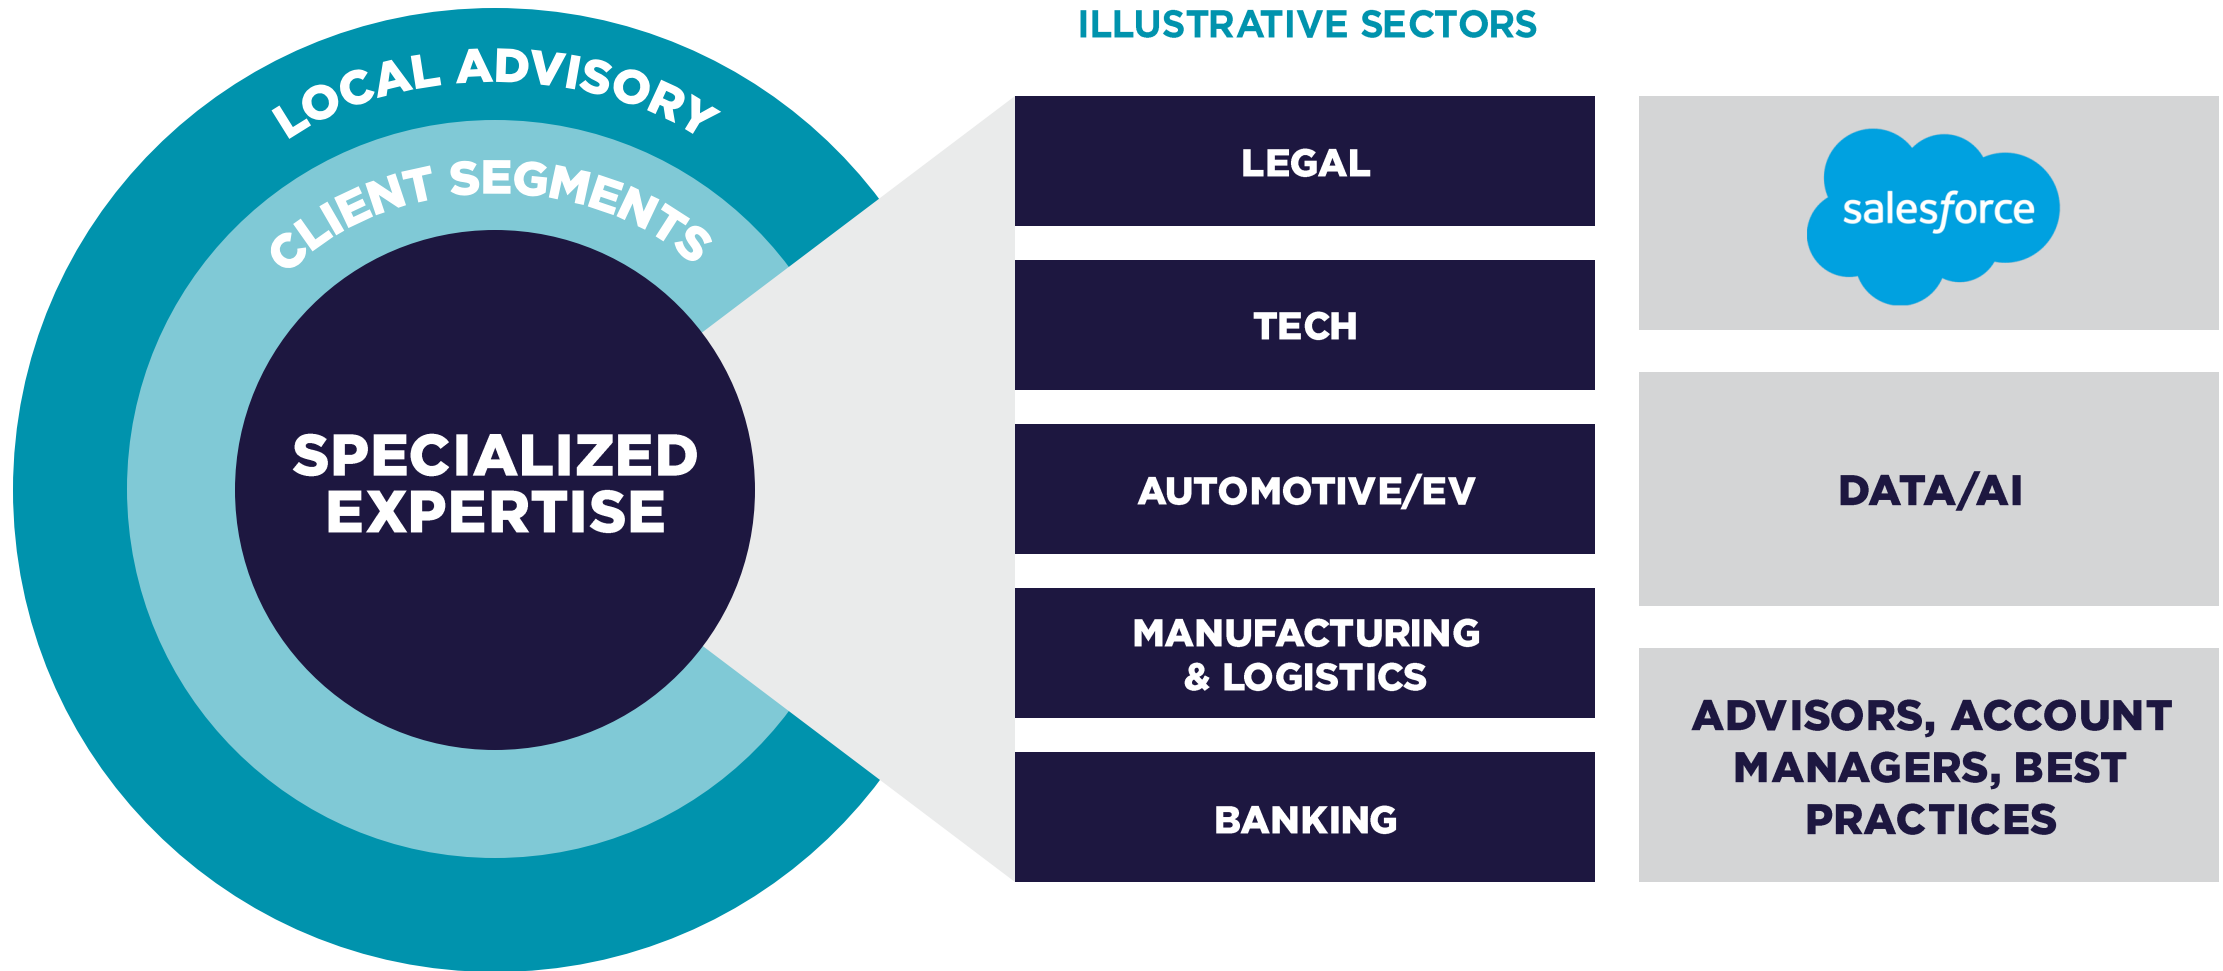 ILLUSTRATIVE SECTORS
LOCAL ADVISORY
CLIENT SEGMENTS
SPECIALIZED
EXPERTISE
LEGAL
TECH
AUTOMOTIVE/EV
MANUFACTURING
& LOGISTICS
BANKING
salesforce
DATA/AI
ADVISORS, ACCOUNT
MANAGERS, BEST
PRACTICES